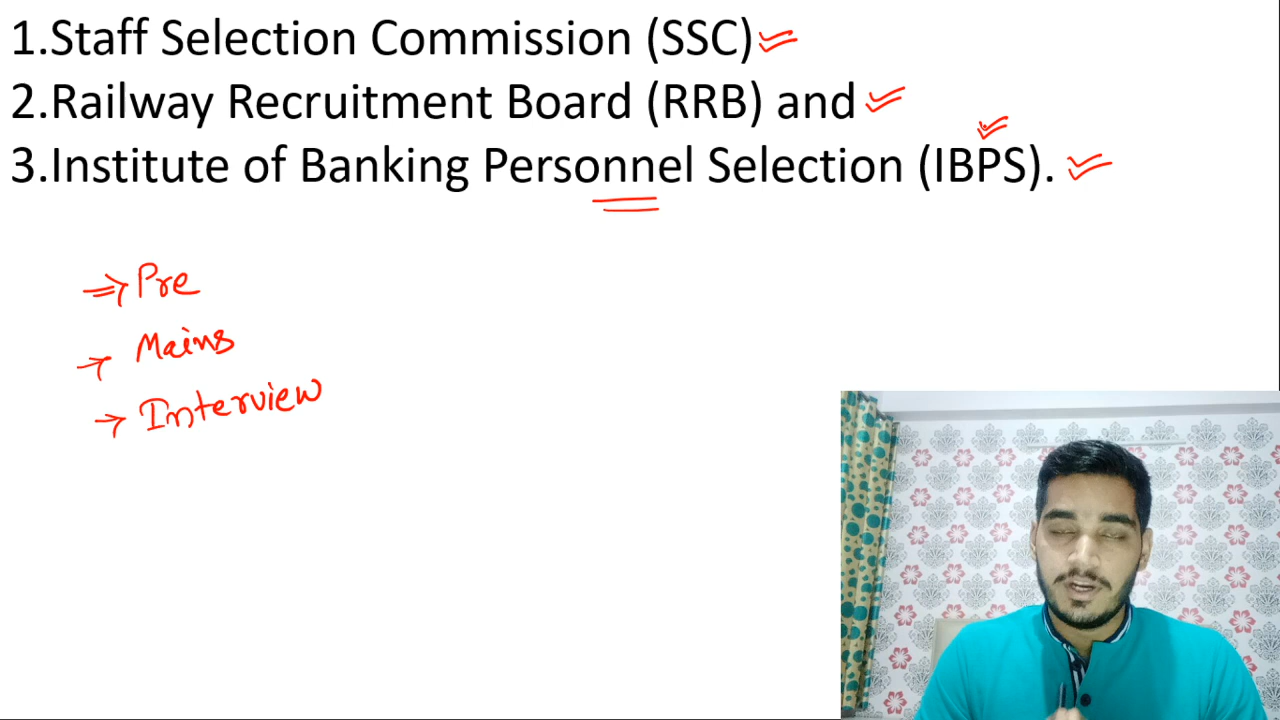 1.Staff Selection Commission (SSC)
2.Railway Recruitment Board (RRB) and
3.Institute of Banking Personnel Selection (IBPS).
⇒ Pre
→ Mains
→ Interview